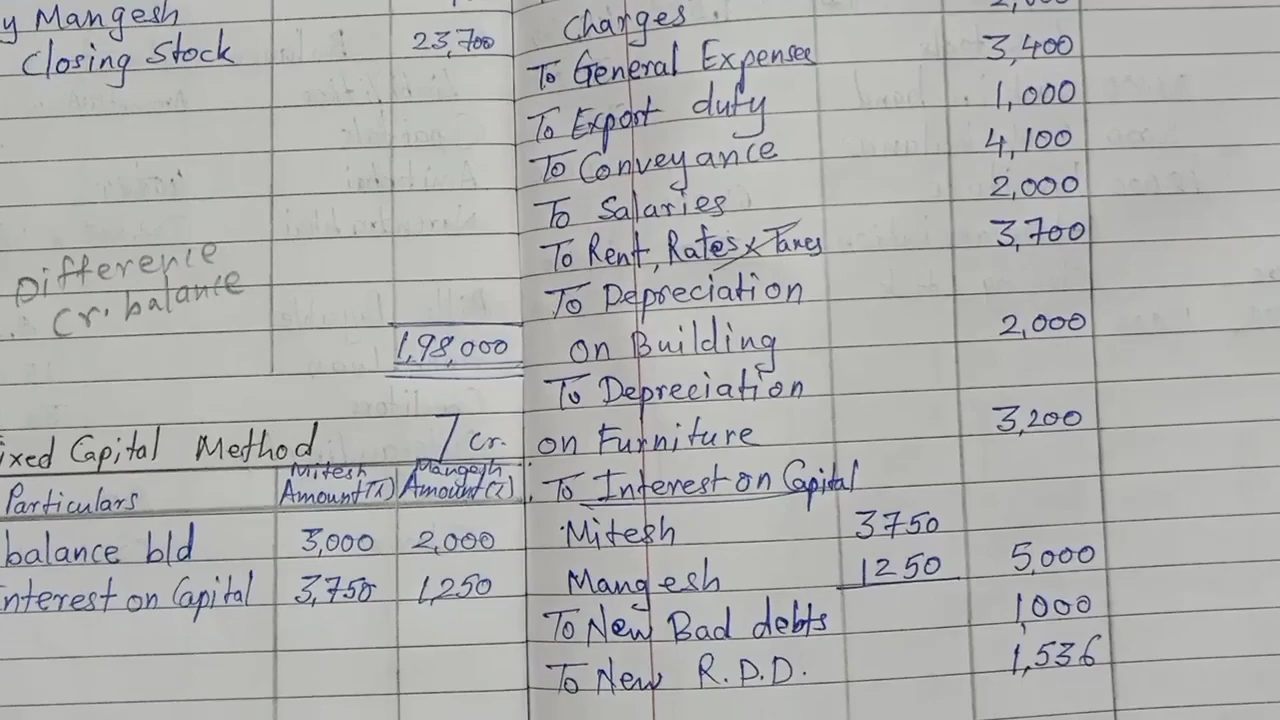 y Mangesh
Closing Stock 23,700
Difference
Cr. balance
1,98,000
ixed Capital Method Cr.
Particulars Mitesh Amount(₹) Mangesh Amount(₹)
balance b/d 3,000 2,000
nterest on Capital 3,750 1,250
Charges.
To General Expenses 3,400
To Export duty 1,000
To Conveyance 4,100
To Salaries 2,000
To Rent, Rates x Taxes 3,700
To Depreciation
on Building 2,000
To Depreciation
on Furniture 3,200
To Interest on Capital
Mitesh 3750
Mangesh 1250 5,000
To New Bad debts 1,000
To New R.D.D. 1,536